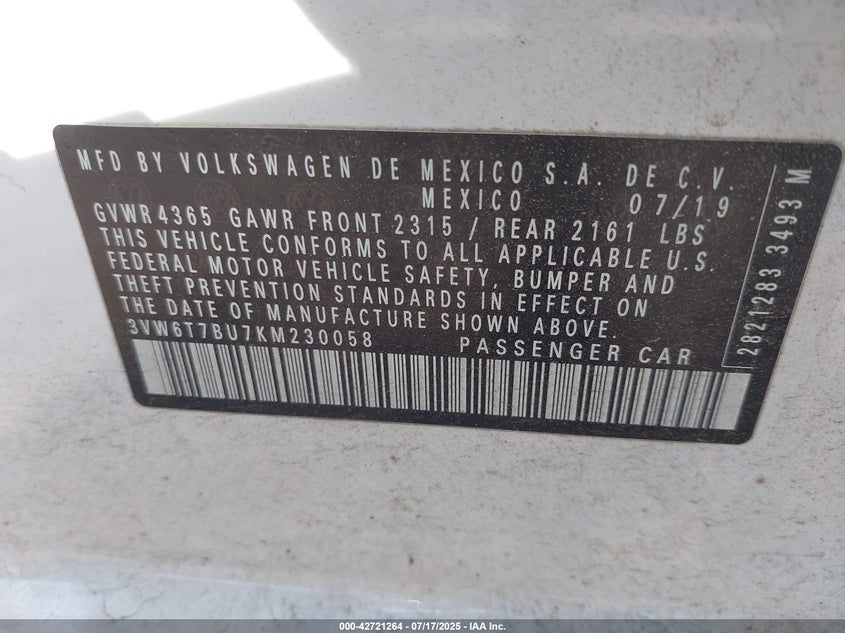 MFD BY VOLKSWAGEN DE MEXICO S.A. DE C.V.
MEXICO 07/19
GVWR4365 GAWR FRONT 2315 / REAR 2161 LBS
THIS VEHICLE CONFORMS TO ALL APPLICABLE U.S.
FEDERAL MOTOR VEHICLE SAFETY, BUMPER AND
THEFT PREVENTION STANDARDS IN EFFECT ON
THE DATE OF MANUFACTURE SHOWN ABOVE.
3VW6T7BU7KM230058 PASSENGER CAR
2821283 3493 M
000-42721264 - 07/17/2025 - IAA Inc.